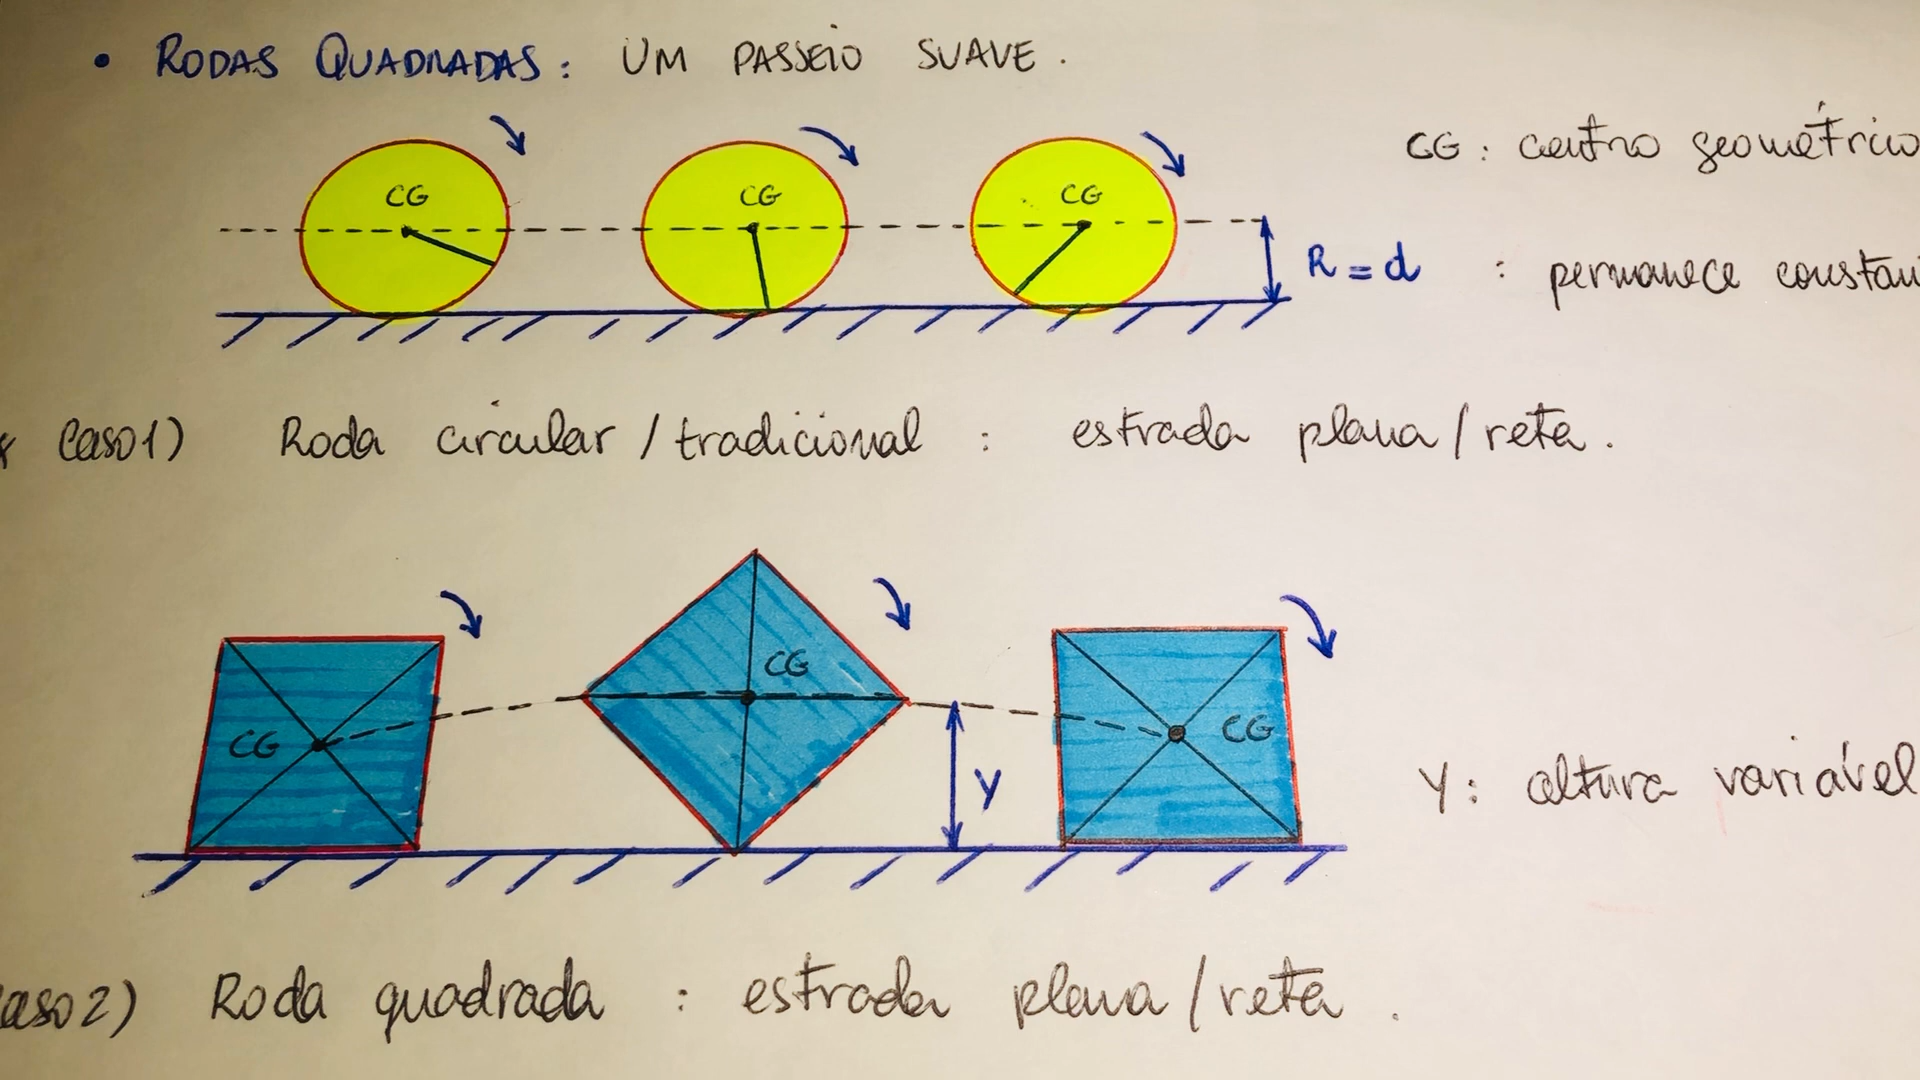 • RODAS QUADRADAS: UM PASSEIO SUAVE.
CG: centro geométrico
CG CG CG
R = d : permanece constan
Caso 1) Roda circular / tradicional : estrada plana / reta.
CG CG CG
Y Y: altura variável
aso 2) Roda quadrada : estrada plana / reta.